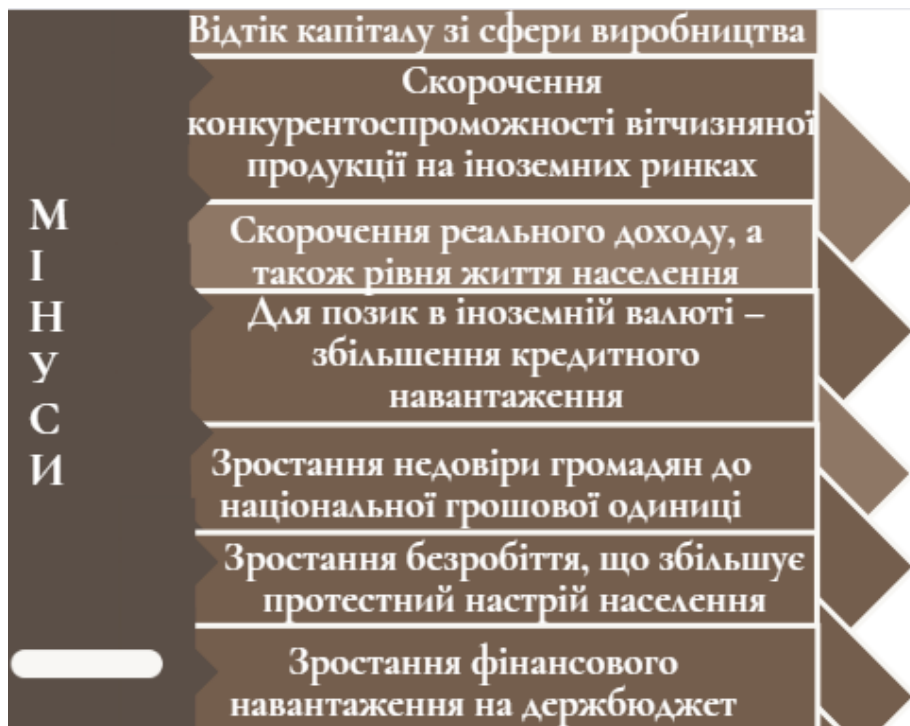 Відтік капіталу зі сфери виробництва
Скорочення
конкурентоспроможності вітчизняної
продукції на іноземних ринках
МІНУСИ
Скорочення реального доходу, а
також рівня життя населення
Для позик в іноземній валюті –
збільшення кредитного
навантаження
Зростання недовіри громадян до
національної грошової одиниці
Зростання безробіття, що збільшує
протестний настрій населення
Зростання фінансового
навантаження на держбюджет